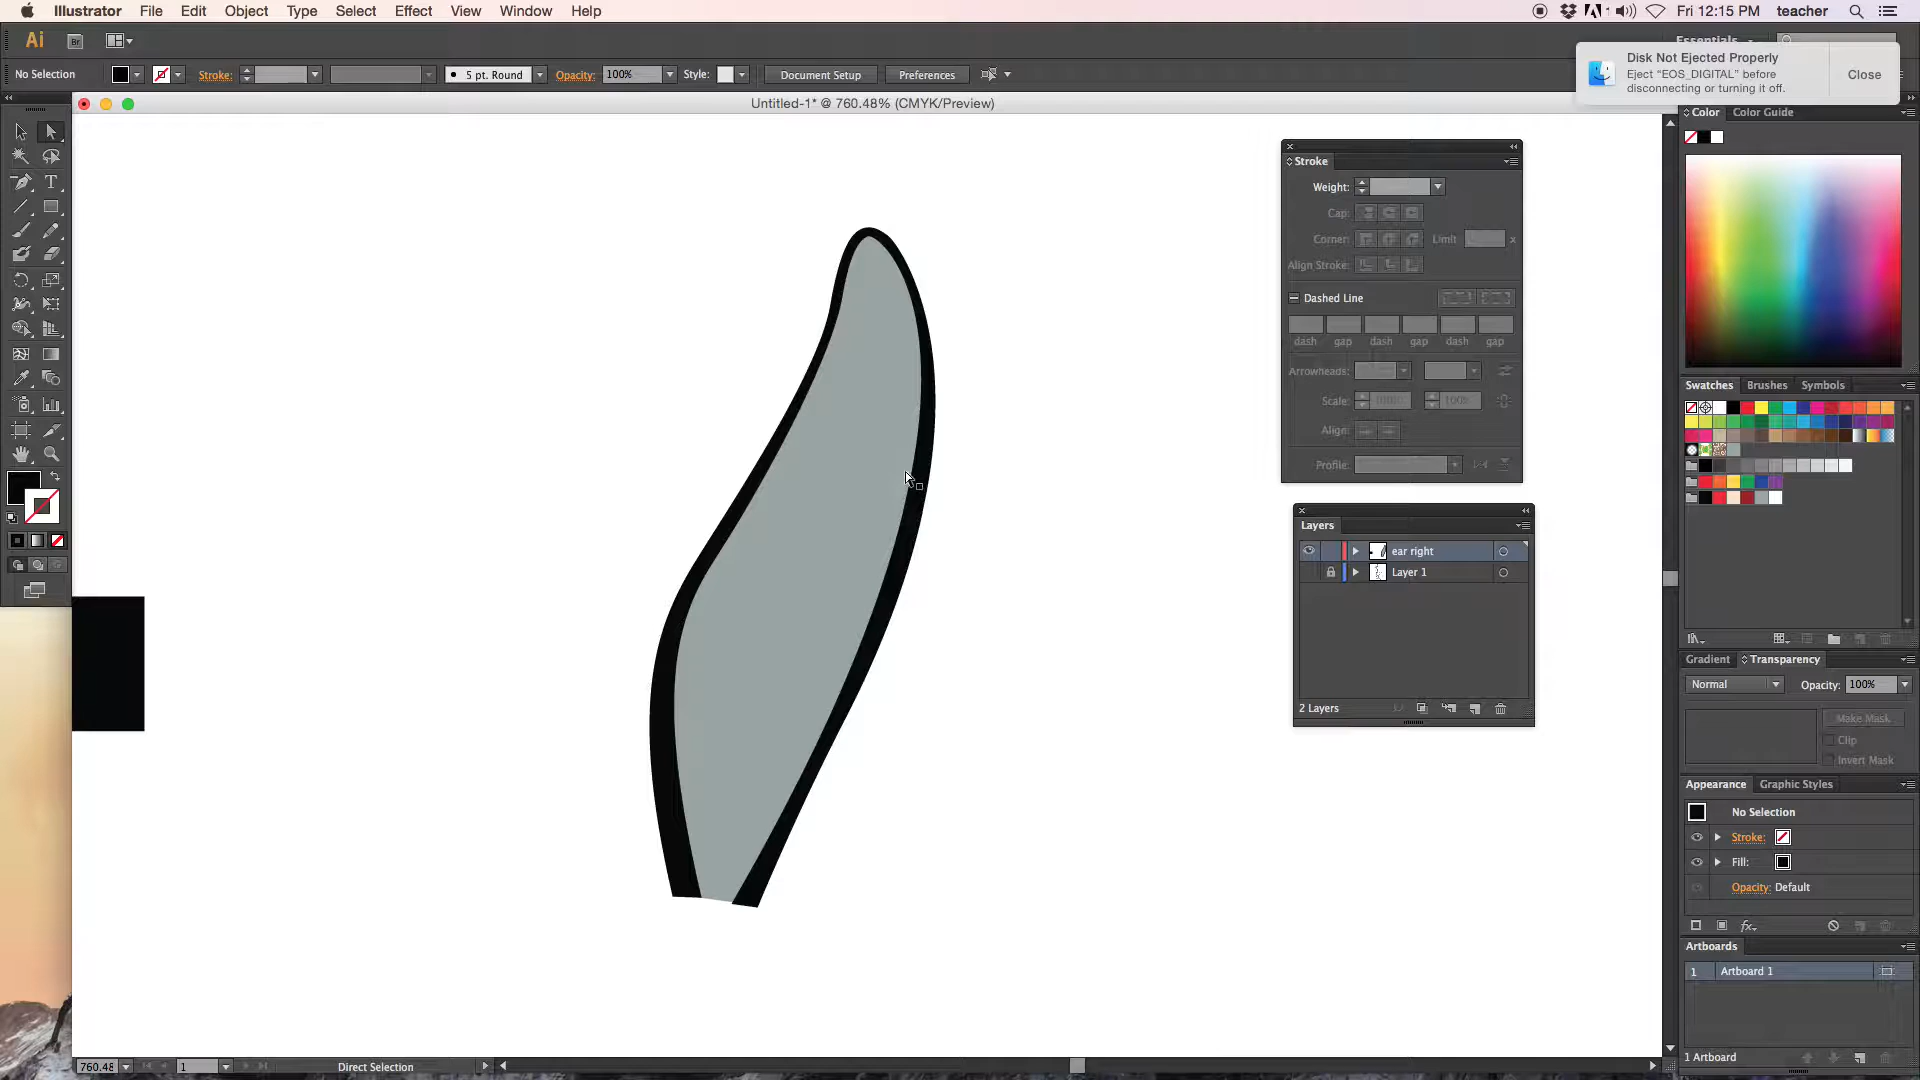 Illustrator File Edit Object Type Select Effect View Window Help
Fri 12:15 PM teacher
Ai Br
Disk Not Ejected Properly
Eject "EOS_DIGITAL" before
disconnecting or turning it off.
Close
No Selection Stroke: 5 pt. Round Opacity: 100% Style: Document Setup Preferences
Untitled-1* @ 760.48% (CMYK/Preview)
Color Color Guide
Stroke
Weight:
Cap:
Corner: Limit x
Align Stroke:
Dashed Line
dash gap dash gap dash gap
Arrowheads:
Scale: 100%
Align:
Profile:
Swatches Brushes Symbols
Layers
ear right
Layer 1
2 Layers
Gradient Transparency
Normal Opacity: 100%
Make Mask
Clip
Invert Mask
Appearance Graphic Styles
No Selection
Stroke:
Fill:
Opacity: Default
fx
Artboards
1 Artboard 1
1 Artboard
760.48 1 Direct Selection